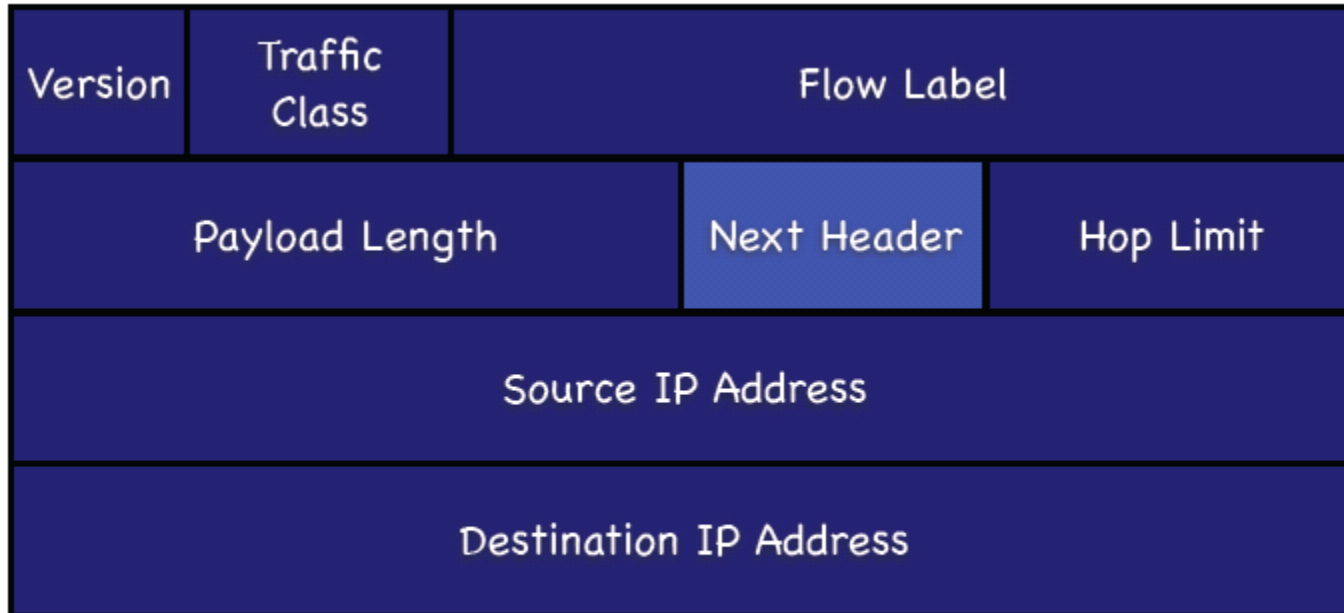 Version
Traffic
Class
Flow Label
Payload Length
Next Header
Hop Limit
Source IP Address
Destination IP Address